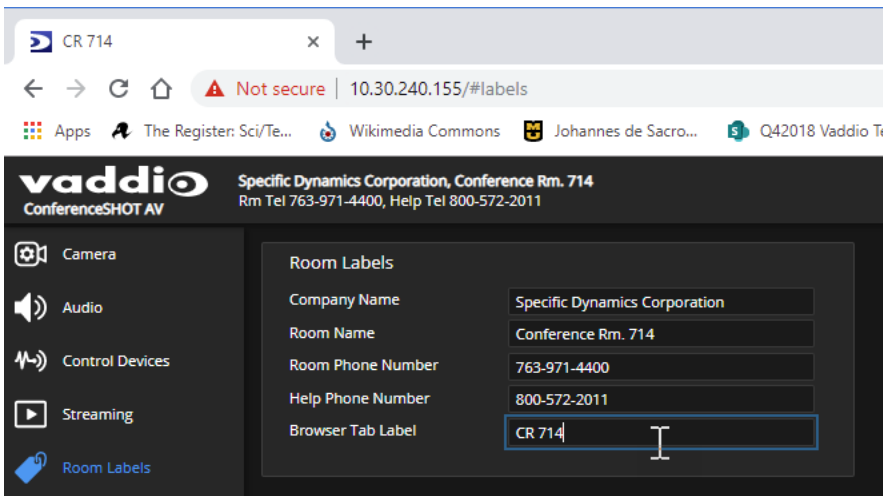 CR 714
Not secure 10.30.240.155/#labels
Apps The Register: Sci/Te... Wikimedia Commons Johannes de Sacro... Q42018 Vaddio Te
vaddio
ConferenceSHOT AV
Specific Dynamics Corporation, Conference Rm. 714
Rm Tel 763-971-4400, Help Tel 800-572-2011
Camera
Audio
Control Devices
Streaming
Room Labels
Room Labels
Company Name Specific Dynamics Corporation
Room Name Conference Rm. 714
Room Phone Number 763-971-4400
Help Phone Number 800-572-2011
Browser Tab Label CR 714